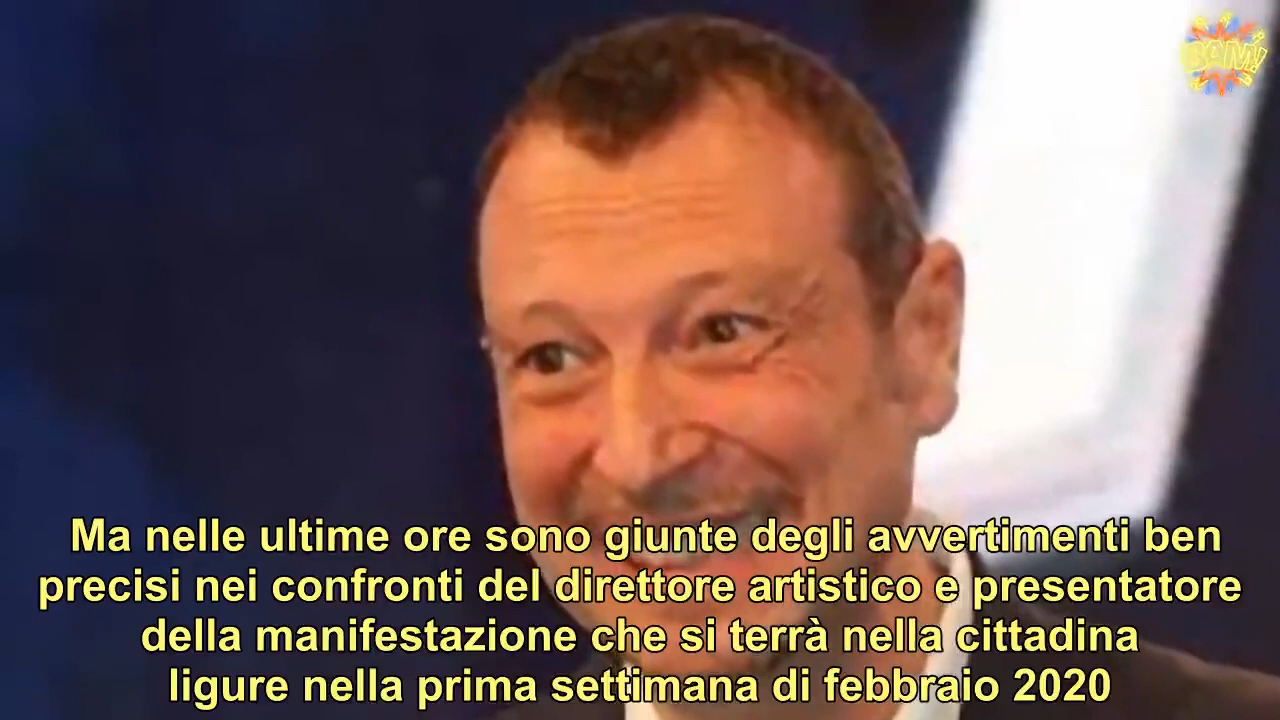 BAM!
Ma nelle ultime ore sono giunte degli avvertimenti ben
precisi nei confronti del direttore artistico e presentatore
della manifestazione che si terrà nella cittadina
ligure nella prima settimana di febbraio 2020